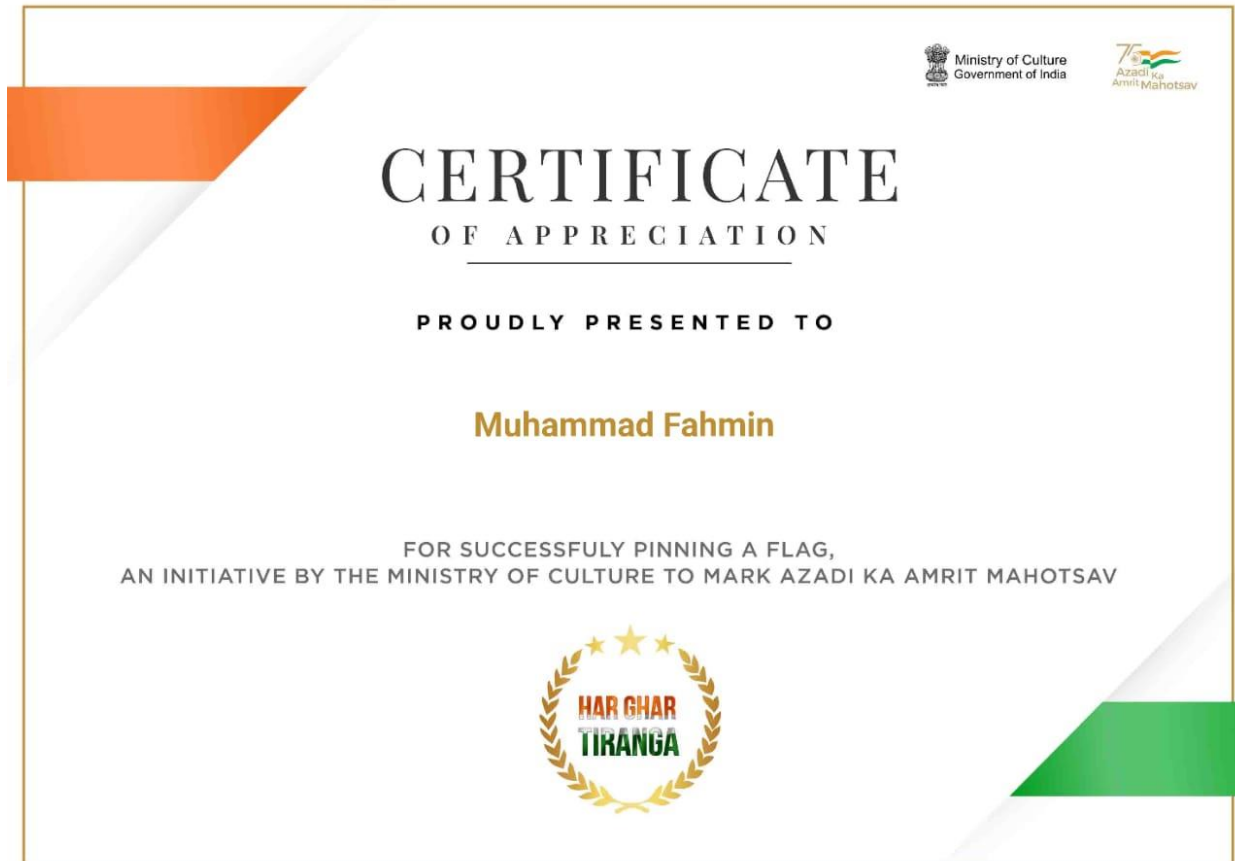 Ministry of Culture
Government of India
75
Azadi Ka
Amrit Mahotsav
CERTIFICATE
OF APPRECIATION
PROUDLY PRESENTED TO
Muhammad Fahmin
FOR SUCCESSFULY PINNING A FLAG,
AN INITIATIVE BY THE MINISTRY OF CULTURE TO MARK AZADI KA AMRIT MAHOTSAV
HAR GHAR
TIRANGA